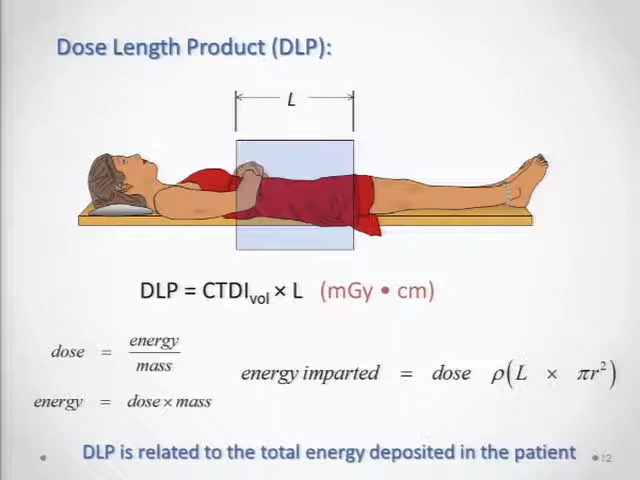 Dose Length Product (DLP):
L
DLP = CTDIvol × L (mGy • cm)
dose = energy / mass
energy imparted = dose ρ(L × πr²)
energy = dose × mass
DLP is related to the total energy deposited in the patient
12